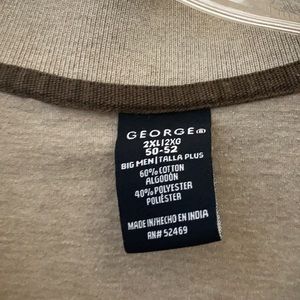 GEORGE®
2XL|2XG
50-52
BIG MEN|TALLA PLUS
60% COTTON
ALGODÓN
40% POLYESTER
POLIÉSTER
MADE IN/HECHO EN INDIA
RN# 52469